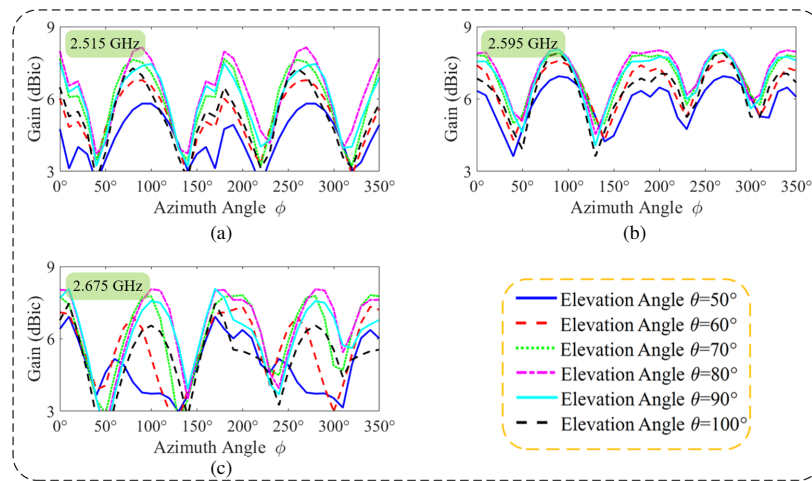 2.515 GHz
9
6
3
Gain (dBic)
0° 50° 100° 150° 200° 250° 300° 350°
Azimuth Angle ϕ
(a)
2.595 GHz
9
6
3
Gain (dBic)
0° 50° 100° 150° 200° 250° 300° 350°
Azimuth Angle ϕ
(b)
2.675 GHz
9
6
3
Gain (dBic)
0° 50° 100° 150° 200° 250° 300° 350°
Azimuth Angle ϕ
(c)
Elevation Angle θ=50°
Elevation Angle θ=60°
Elevation Angle θ=70°
Elevation Angle θ=80°
Elevation Angle θ=90°
Elevation Angle θ=100°